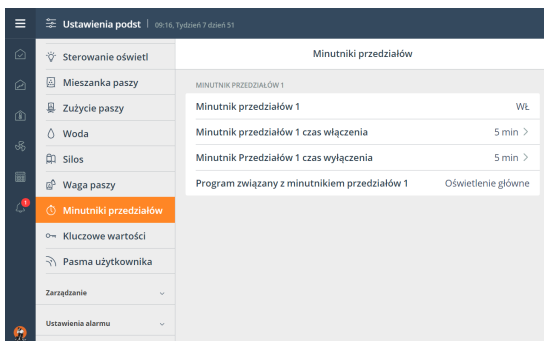 Ustawienia podst | 09:16, Tydzień 7 dzień 51
Sterowanie oświetl
Mieszanka paszy
Zużycie paszy
Woda
Silos
Waga paszy
Minutniki przedziałów
Kluczowe wartości
Pasma użytkownika
Zarządzanie
Ustawienia alarmu
1
Minutniki przedziałów
MINUTNIK PRZEDZIAŁÓW 1
Minutnik przedziałów 1 WŁ
Minutnik przedziałów 1 czas włączenia 5 min
Minutnik Przedziałów 1 czas wyłączenia 5 min
Program związany z minutnikiem przedziałów 1 Oświetlenie główne